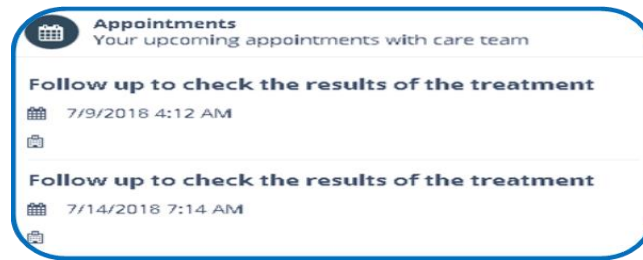 Appointments
Your upcoming appointments with care team
Follow up to check the results of the treatment
7/9/2018 4:12 AM
Follow up to check the results of the treatment
7/14/2018 7:14 AM